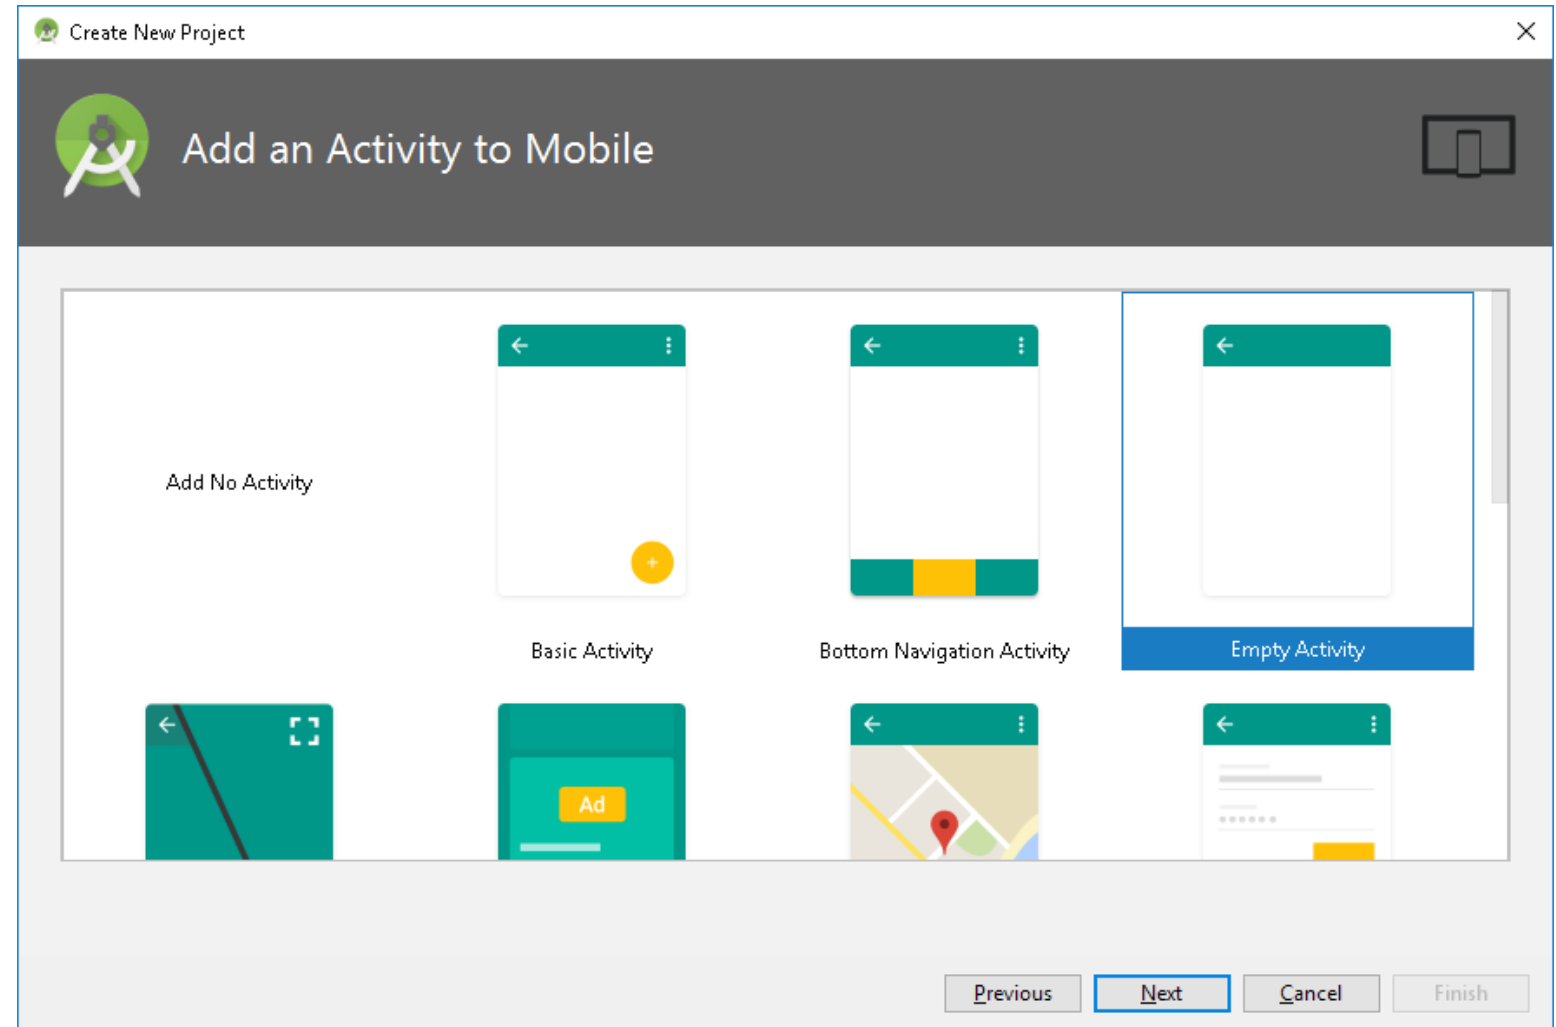 Create New Project
Add an Activity to Mobile
Add No Activity
Basic Activity
Bottom Navigation Activity
Empty Activity
Ad
Previous
Next
Cancel
Finish